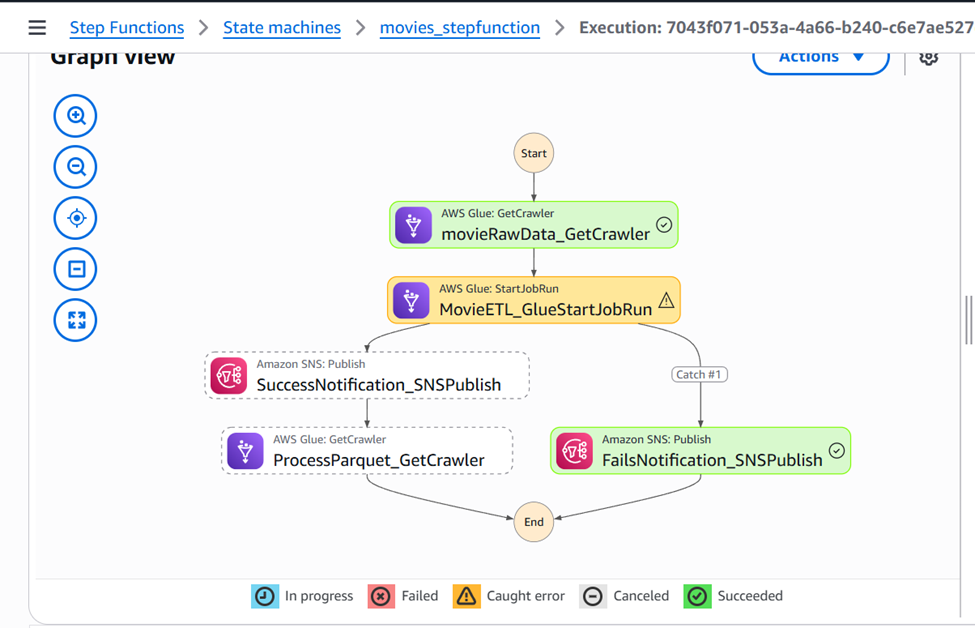 Step Functions > State machines > movies_stepfunction > Execution: 7043f071-053a-4a66-b240-c6e7ae527
Graph view
Actions
Start
AWS Glue: GetCrawler
movieRawData_GetCrawler
AWS Glue: StartJobRun
MovieETL_GlueStartJobRun
Amazon SNS: Publish
SuccessNotification_SNSPublish
Catch #1
AWS Glue: GetCrawler
ProcessParquet_GetCrawler
Amazon SNS: Publish
FailsNotification_SNSPublish
End
In progress Failed Caught error Canceled Succeeded